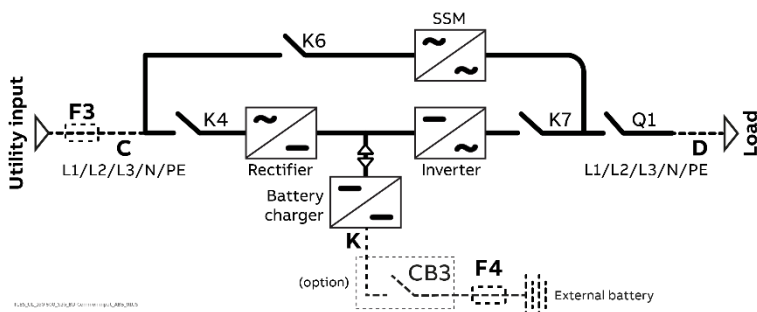 SSM
K6
Utility input
F3
K4
K7
Q1
Load
C
D
L1/L2/L3/N/PE
Rectifier
Inverter
L1/L2/L3/N/PE
Battery
charger
K
(option)
CB3
F4
External battery